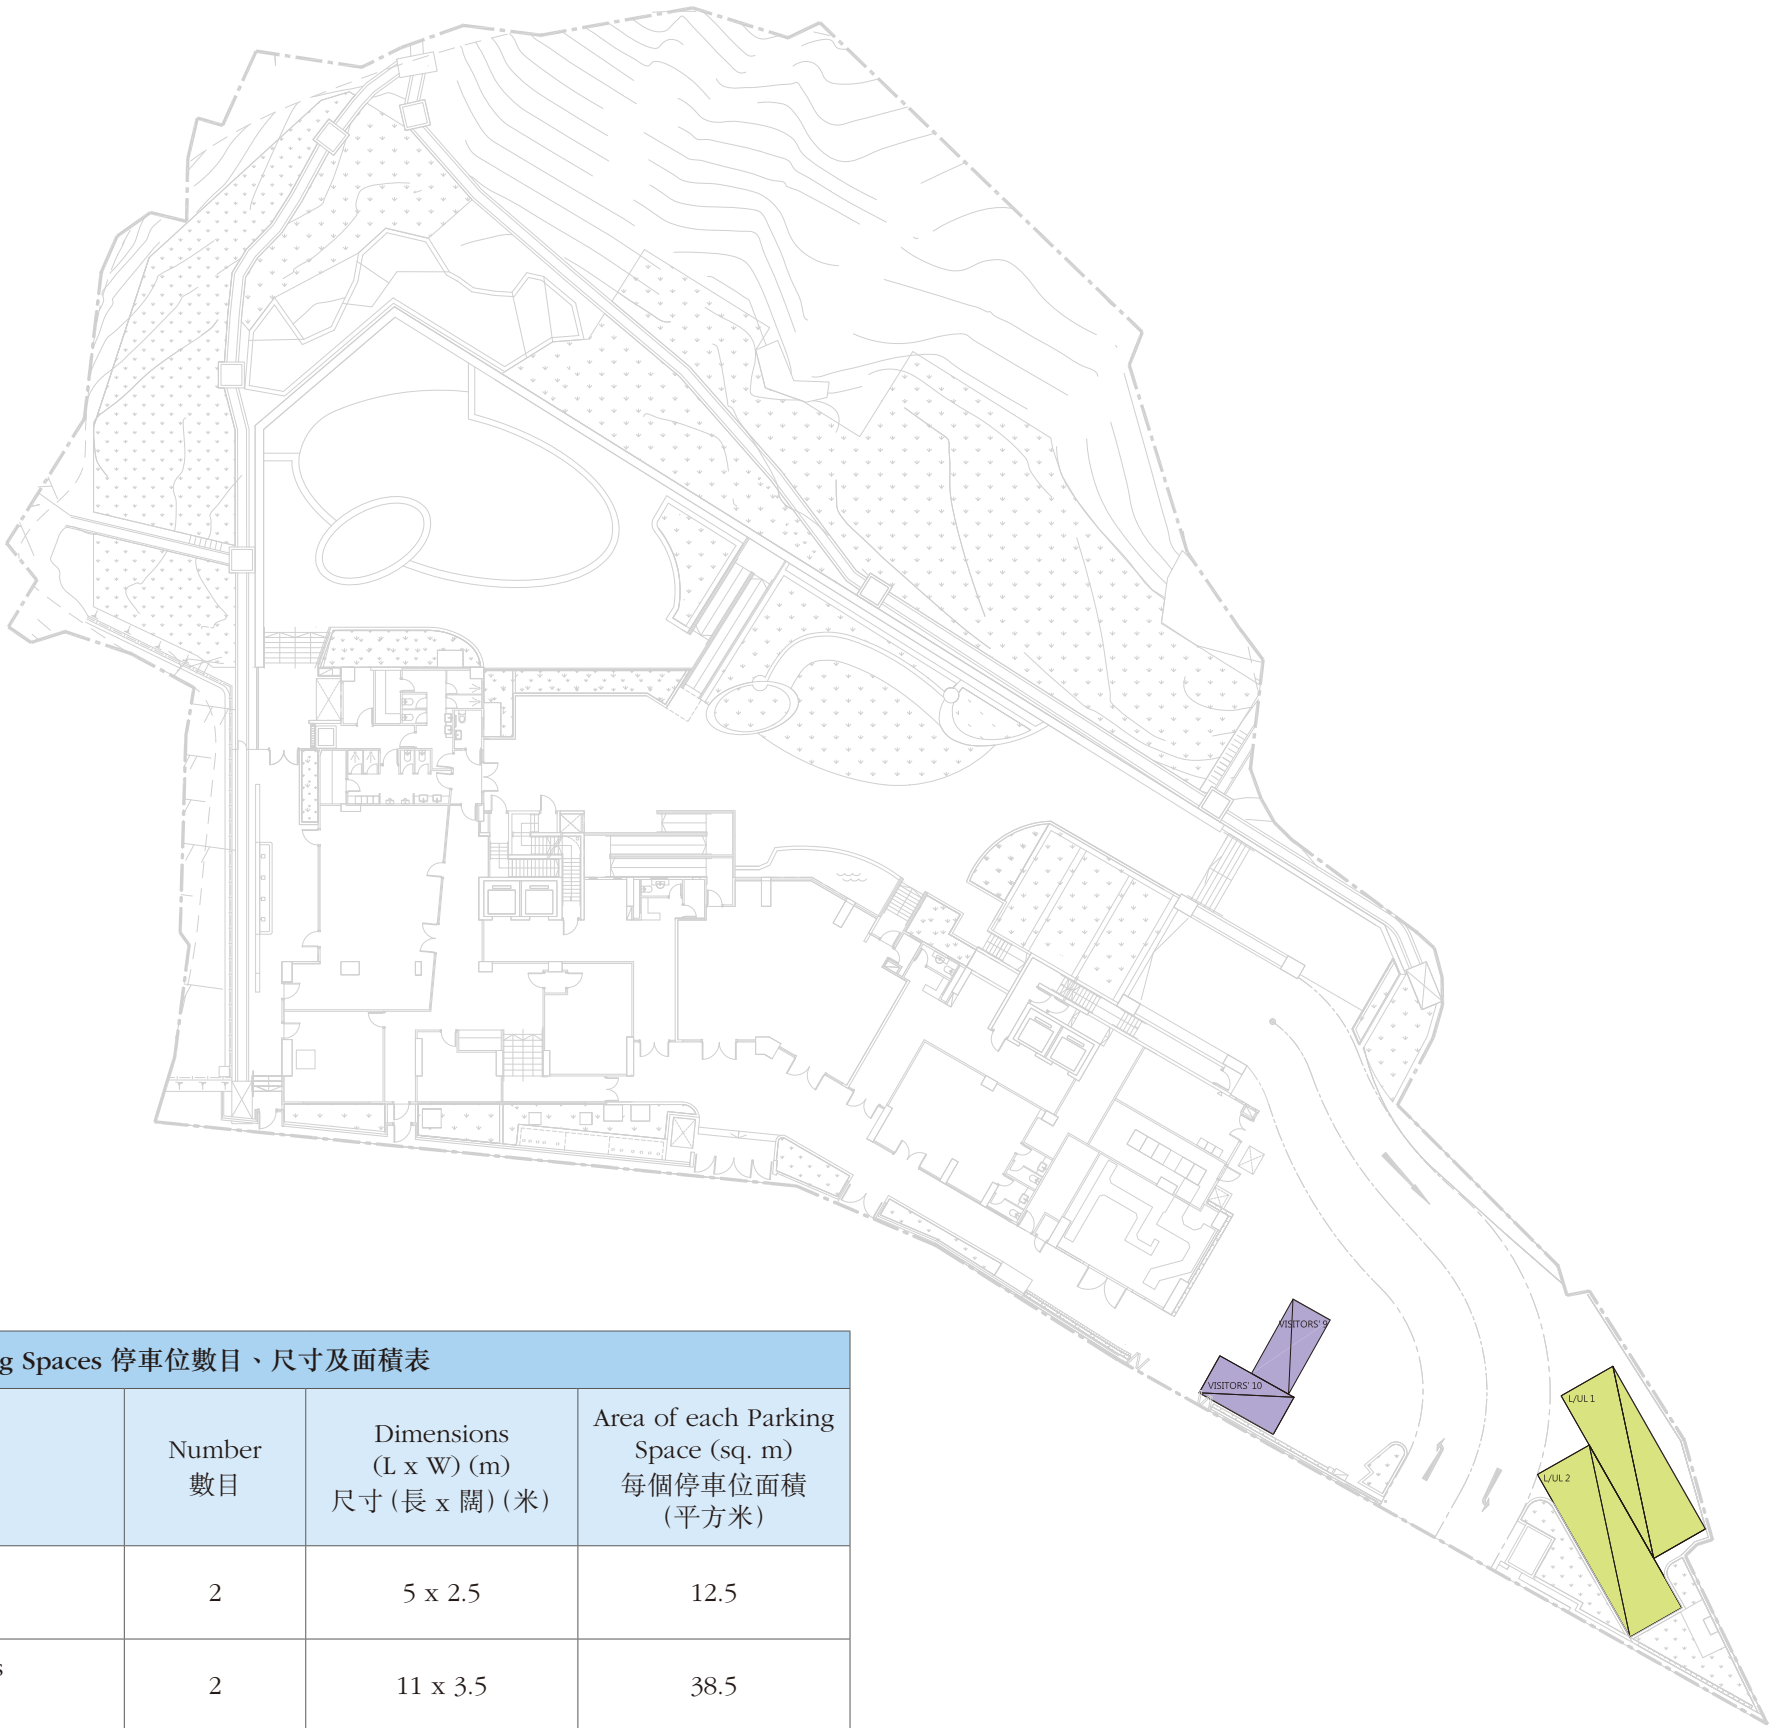 VISITORS' 9
VISITORS' 10
L/UL 1
L/UL 2
g Spaces 停車位數目、尺寸及面積表
Number
數目
Dimensions
(L x W) (m)
尺寸 (長 x 闊) (米)
Area of each Parking
Space (sq. m)
每個停車位面積
(平方米)
2
5 x 2.5
12.5
s
2
11 x 3.5
38.5